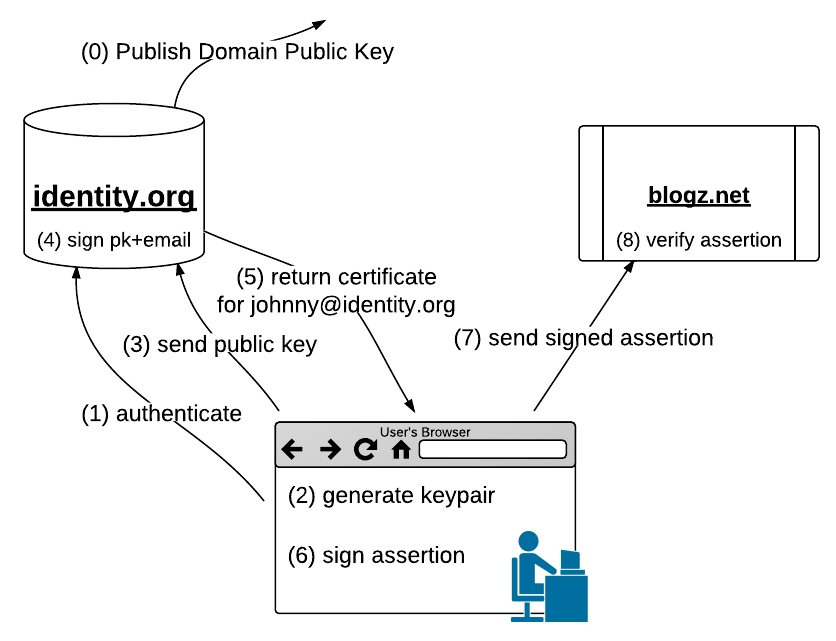 (0) Publish Domain Public Key
identity.org
(4) sign pk+email
blogz.net
(8) verify assertion
(5) return certificate
for johnny@identity.org
(3) send public key
(7) send signed assertion
(1) authenticate
User's Browser
(2) generate keypair
(6) sign assertion